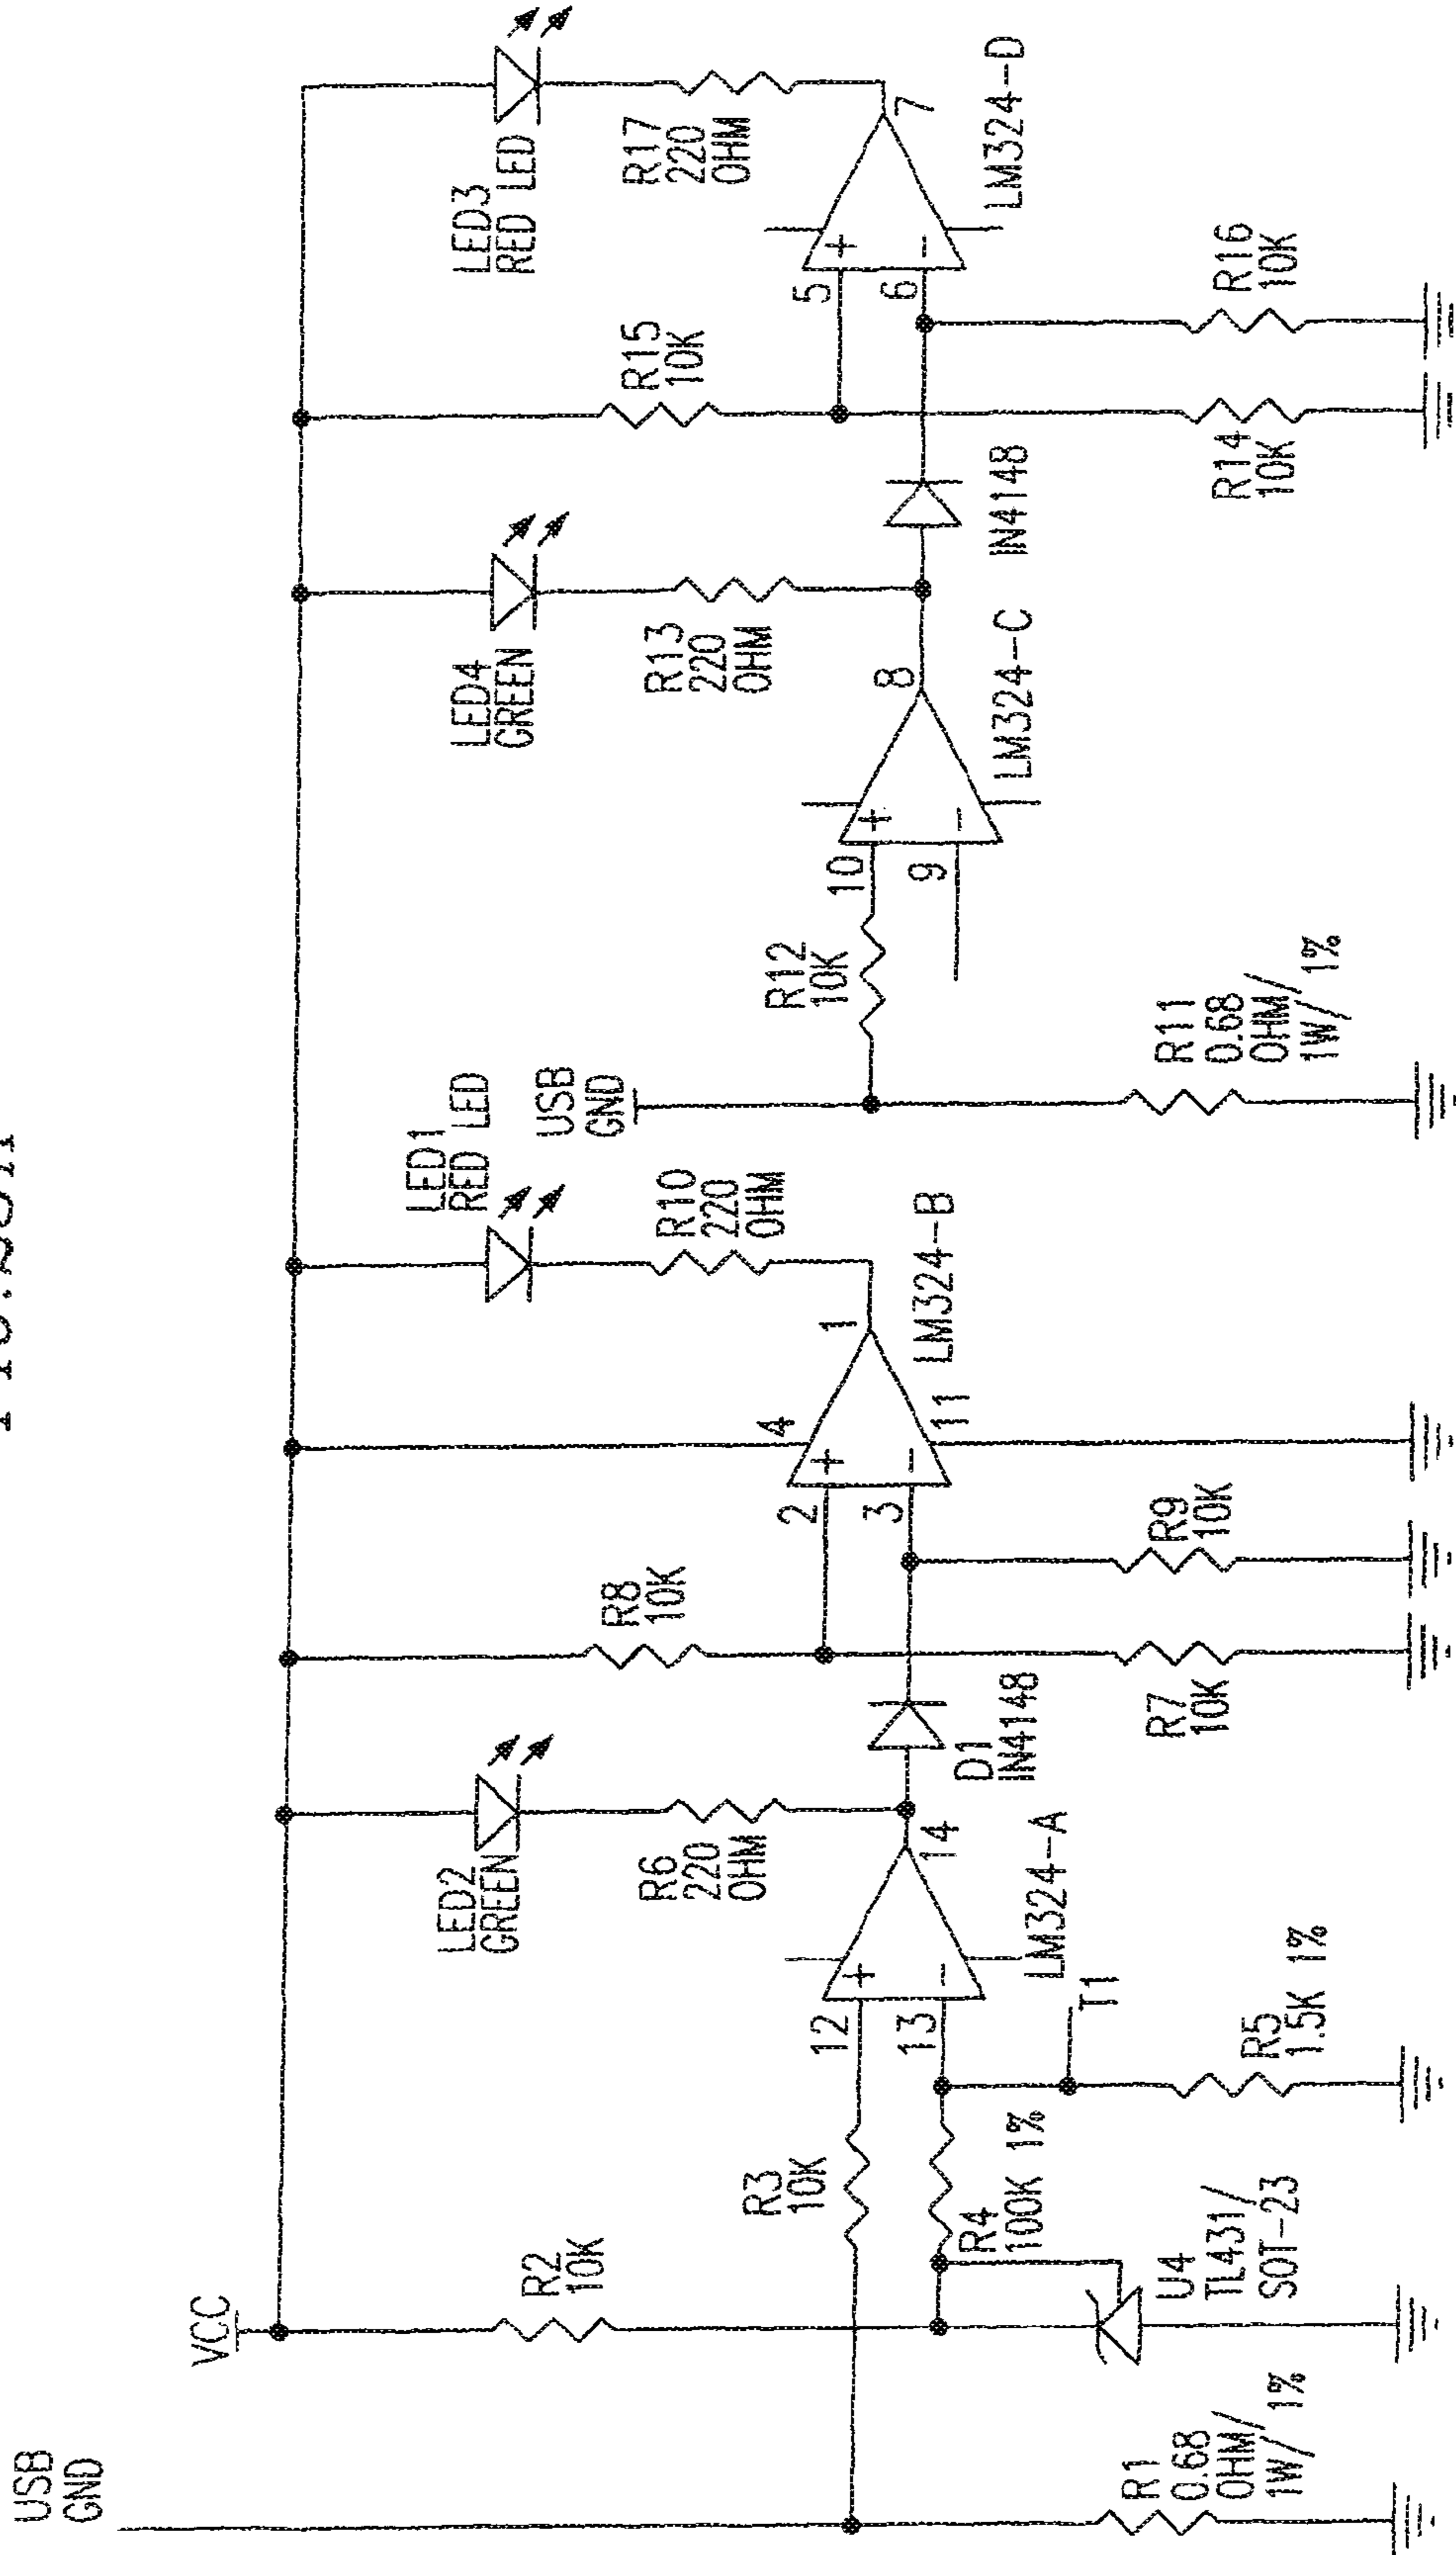 USB
GND
VCC
R1
0.68
OHM/
1W/ 1%
R2
10K
U4
TL431/
SOT-23
R3
10K
R4
100K 1%
12
13
T1
R5
1.5K 1%
LM324-A
14
LED2
GREEN
R6
220
OHM
D1
IN4148
R8
10K
R7
10K
R9
10K
2
3
4
11
1
LM324-B
LED1
RED LED
R10
220
OHM
USB
GND
R11
0.68
OHM/
1W/ 1%
R12
10K
10
9
8
LM324-C
LED4
GREEN
R13
220
OHM
IN4148
R15
10K
R14
10K
R16
10K
5
6
7
LM324-D
LED3
RED LED
R17
220
OHM
+
-
+
-
+
-
+
-